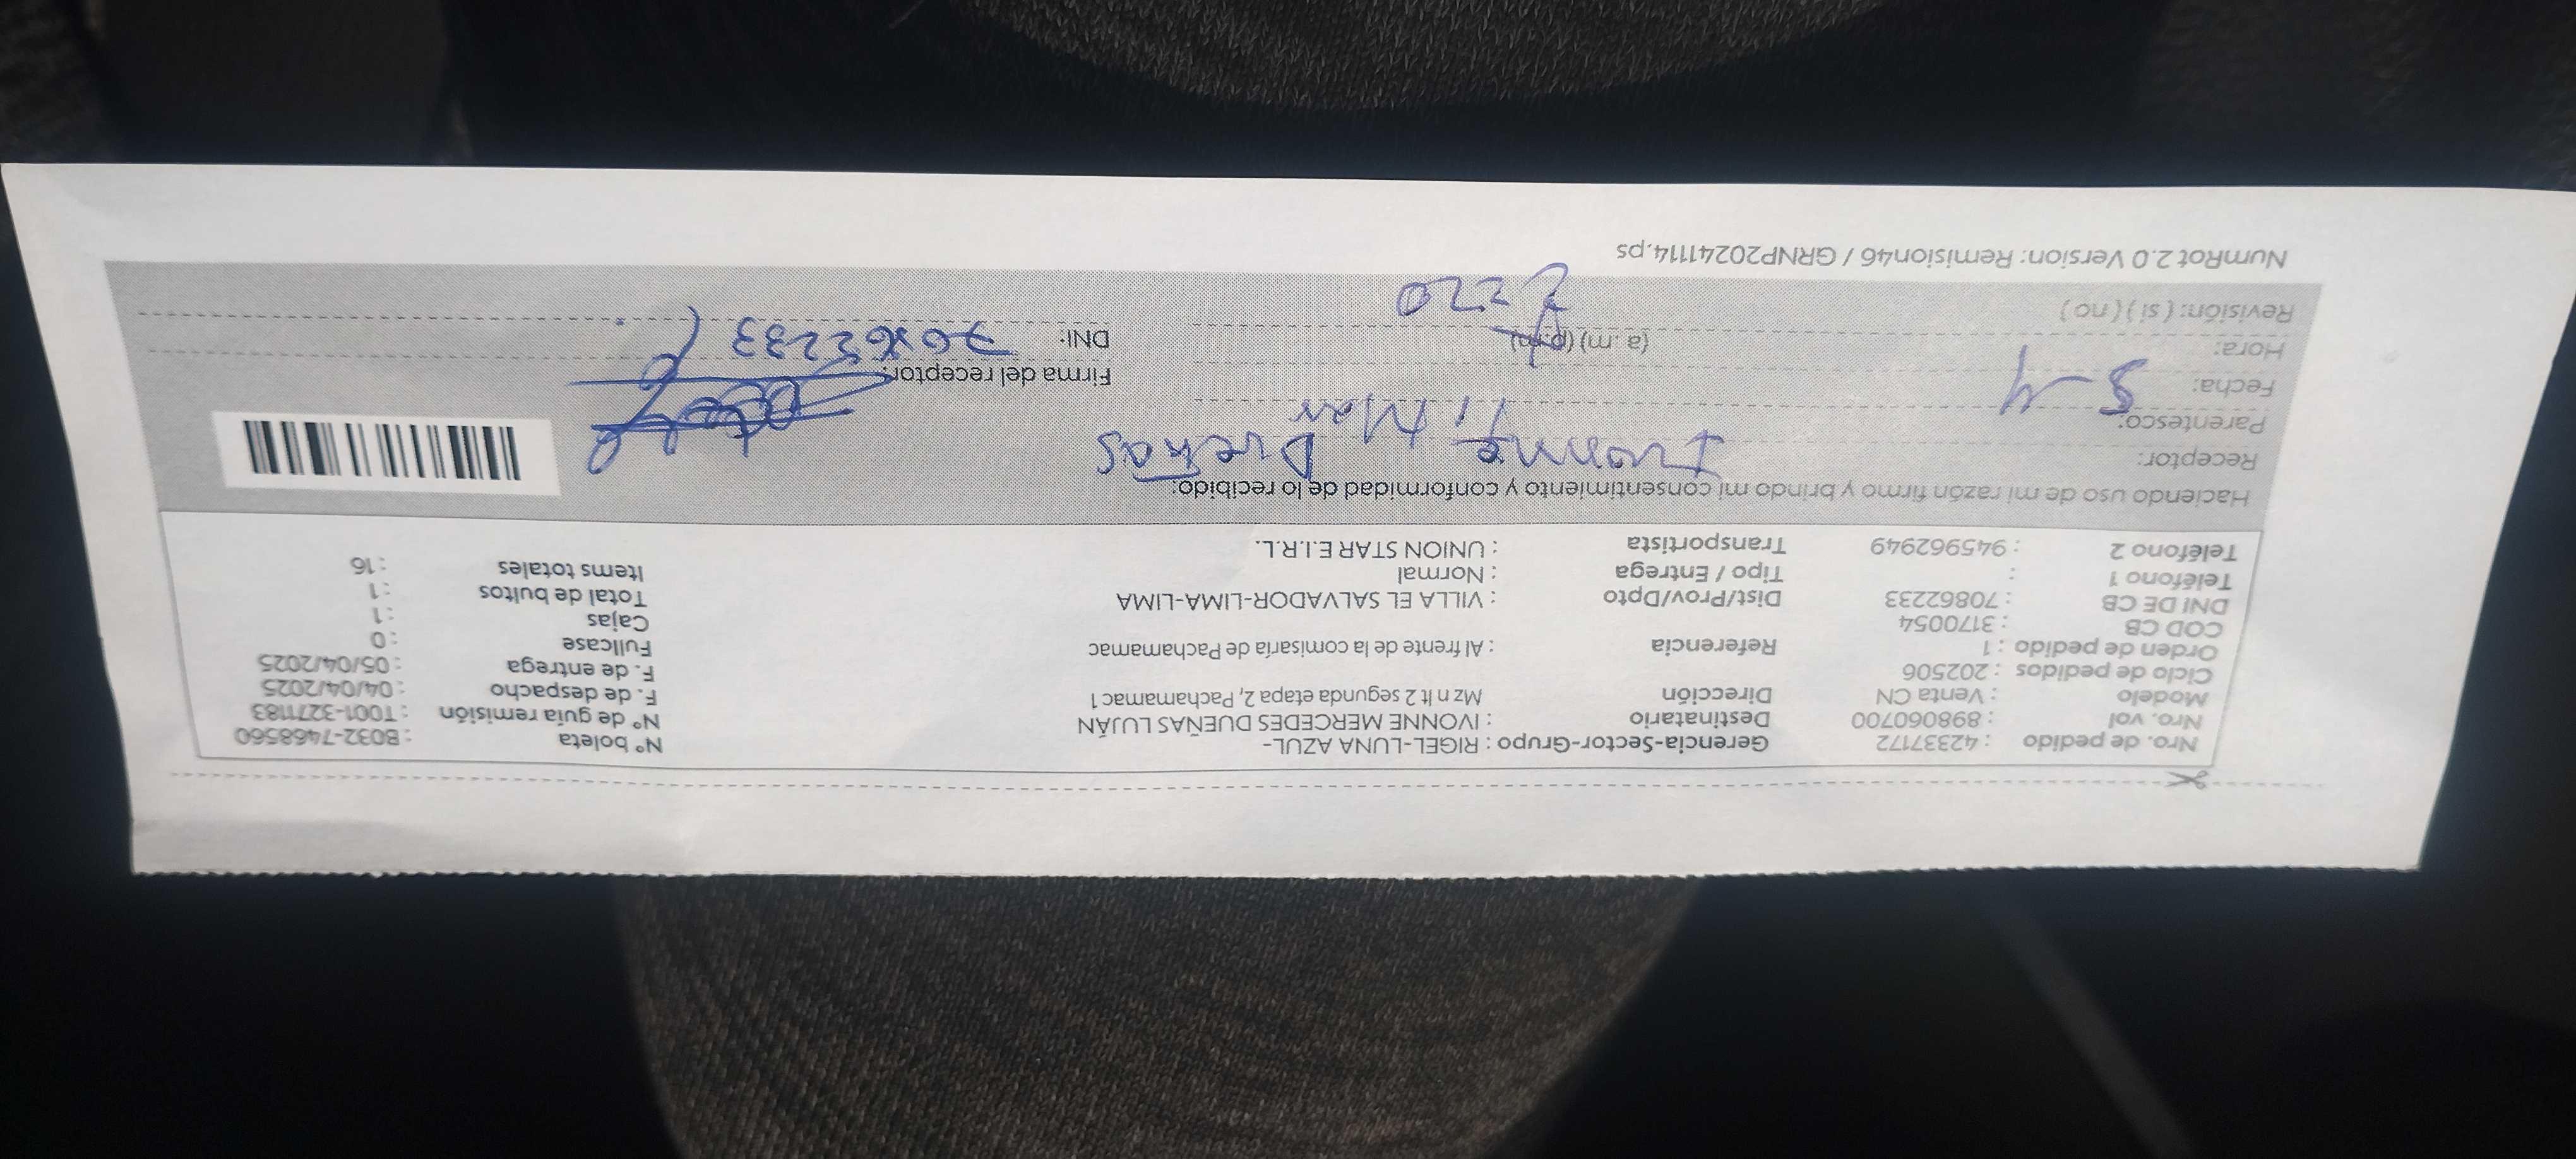 Nro. de pedido : 42337172 Gerencia-Sector-Grupo : RIGEL-LUNA AZUL- N° boleta : B032-7468560
Nro. vol : 898060700 Destinatario : IVONNE MERCEDES DUEÑAS LUJÁN N° de guía remisión : T001-3271183
Modelo : Venta CN Dirección Mz n lt 2 segunda etapa 2, Pachamamac 1 F. de despacho : 04/04/2025
Ciclo de pedidos : 202506 F. de entrega : 05/04/2025
Orden de pedido : 1 Referencia : Al frente de la comisaría de Pachamamac Fullcase : 0
COD CB : 3170054 Cajas : 1
DNI DE CB : 70862233 Dist/Prov/Dpto : VILLA EL SALVADOR-LIMA-LIMA Total de bultos : 1
Teléfono 1 : Tipo / Entrega : Normal Items totales : 16
Teléfono 2 : 945962949 Transportista : UNION STAR E.I.R.L.
Haciendo uso de mi razón firmo y brindo mi consentimiento y conformidad de lo recibido:
Receptor: Ivonne Dueñas
Parentesco:
Fecha: 5-4 Firma del receptor:
Hora: (a.m) (p.m) DNI: 70862233
Revisión: ( si ) ( no )
NumRot 2.0 Version: Remision46 / GRNP20241114.ps